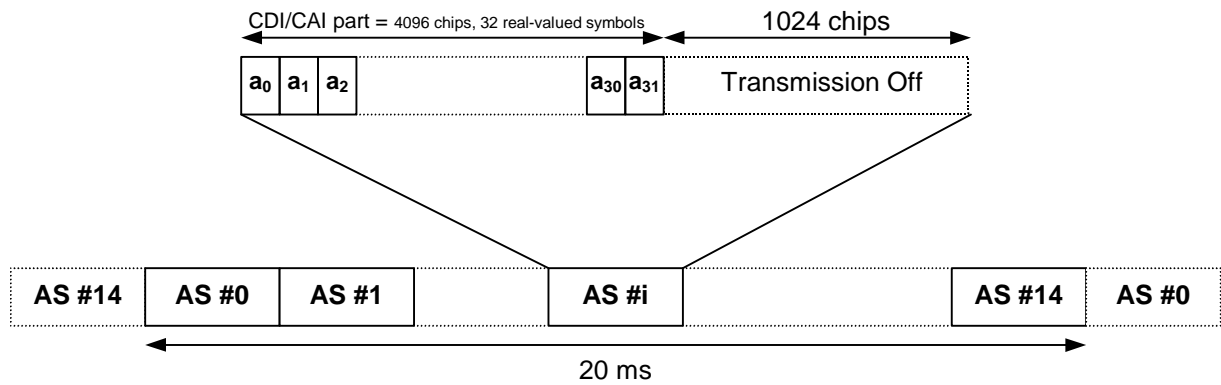 CDI/CAI part = 4096 chips, 32 real-valued symbols
1024 chips
a0 a1 a2 a30 a31 Transmission Off
AS #14 AS #0 AS #1 AS #i AS #14 AS #0
20 ms